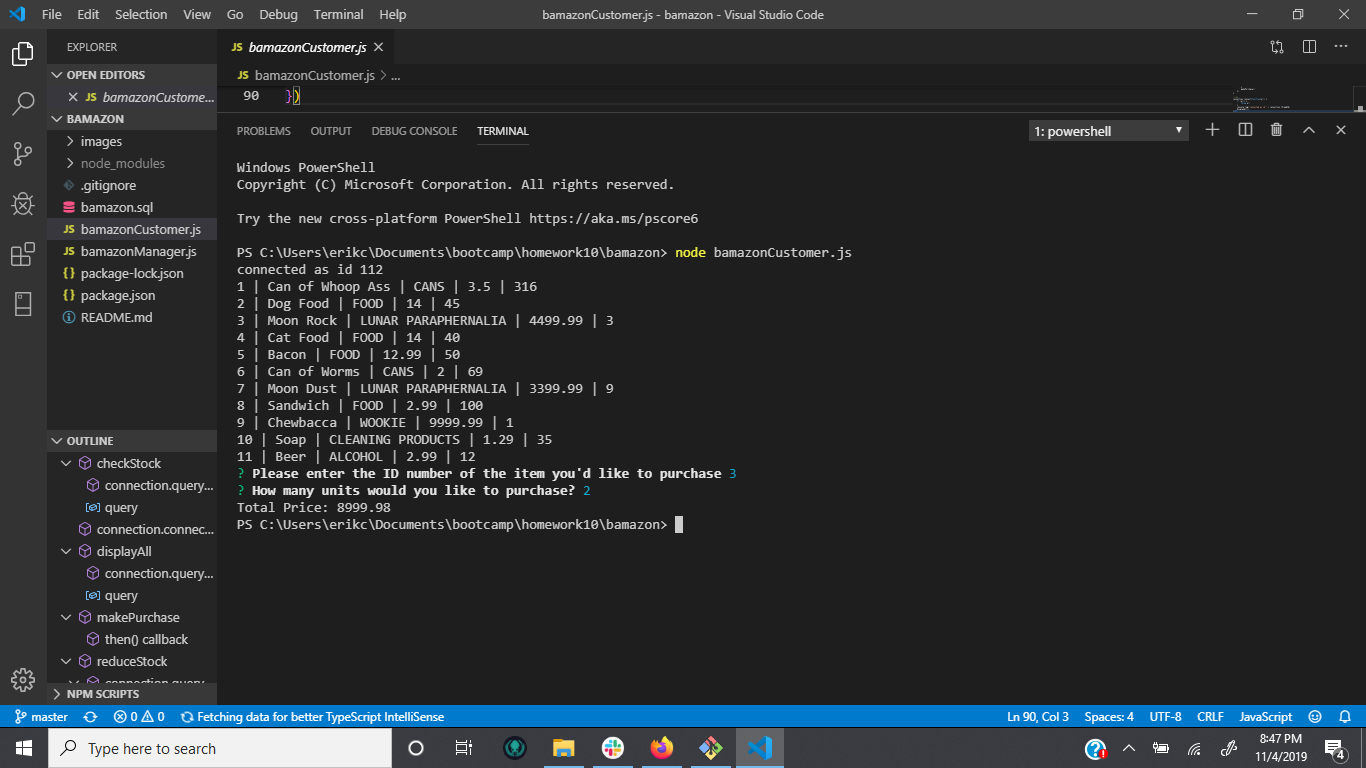 File Edit Selection View Go Debug Terminal Help
bamazonCustomer.js - bamazon - Visual Studio Code
EXPLORER
OPEN EDITORS
JS bamazonCustome...
BAMAZON
images
node_modules
.gitignore
bamazon.sql
JS bamazonCustomer.js
JS bamazonManager.js
{} package-lock.json
{} package.json
README.md
OUTLINE
checkStock
connection.query...
query
connection.connec...
displayAll
connection.query...
query
makePurchase
then() callback
reduceStock
connection.query...
NPM SCRIPTS
JS bamazonCustomer.js
JS bamazonCustomer.js > ...
90 })
PROBLEMS OUTPUT DEBUG CONSOLE TERMINAL
1: powershell
Windows PowerShell
Copyright (C) Microsoft Corporation. All rights reserved.
Try the new cross-platform PowerShell https://aka.ms/pscore6
PS C:\Users\erikc\Documents\bootcamp\homework10\bamazon> node bamazonCustomer.js
connected as id 112
1 | Can of Whoop Ass | CANS | 3.5 | 316
2 | Dog Food | FOOD | 14 | 45
3 | Moon Rock | LUNAR PARAPHERNALIA | 4499.99 | 3
4 | Cat Food | FOOD | 14 | 40
5 | Bacon | FOOD | 12.99 | 50
6 | Can of Worms | CANS | 2 | 69
7 | Moon Dust | LUNAR PARAPHERNALIA | 3399.99 | 9
8 | Sandwich | FOOD | 2.99 | 100
9 | Chewbacca | WOOKIE | 9999.99 | 1
10 | Soap | CLEANING PRODUCTS | 1.29 | 35
11 | Beer | ALCOHOL | 2.99 | 12
? Please enter the ID number of the item you'd like to purchase 3
? How many units would you like to purchase? 2
Total Price: 8999.98
PS C:\Users\erikc\Documents\bootcamp\homework10\bamazon>
master 0 0 Fetching data for better TypeScript IntelliSense
Ln 90, Col 3 Spaces: 4 UTF-8 CRLF JavaScript
Type here to search
8:47 PM
11/4/2019
4